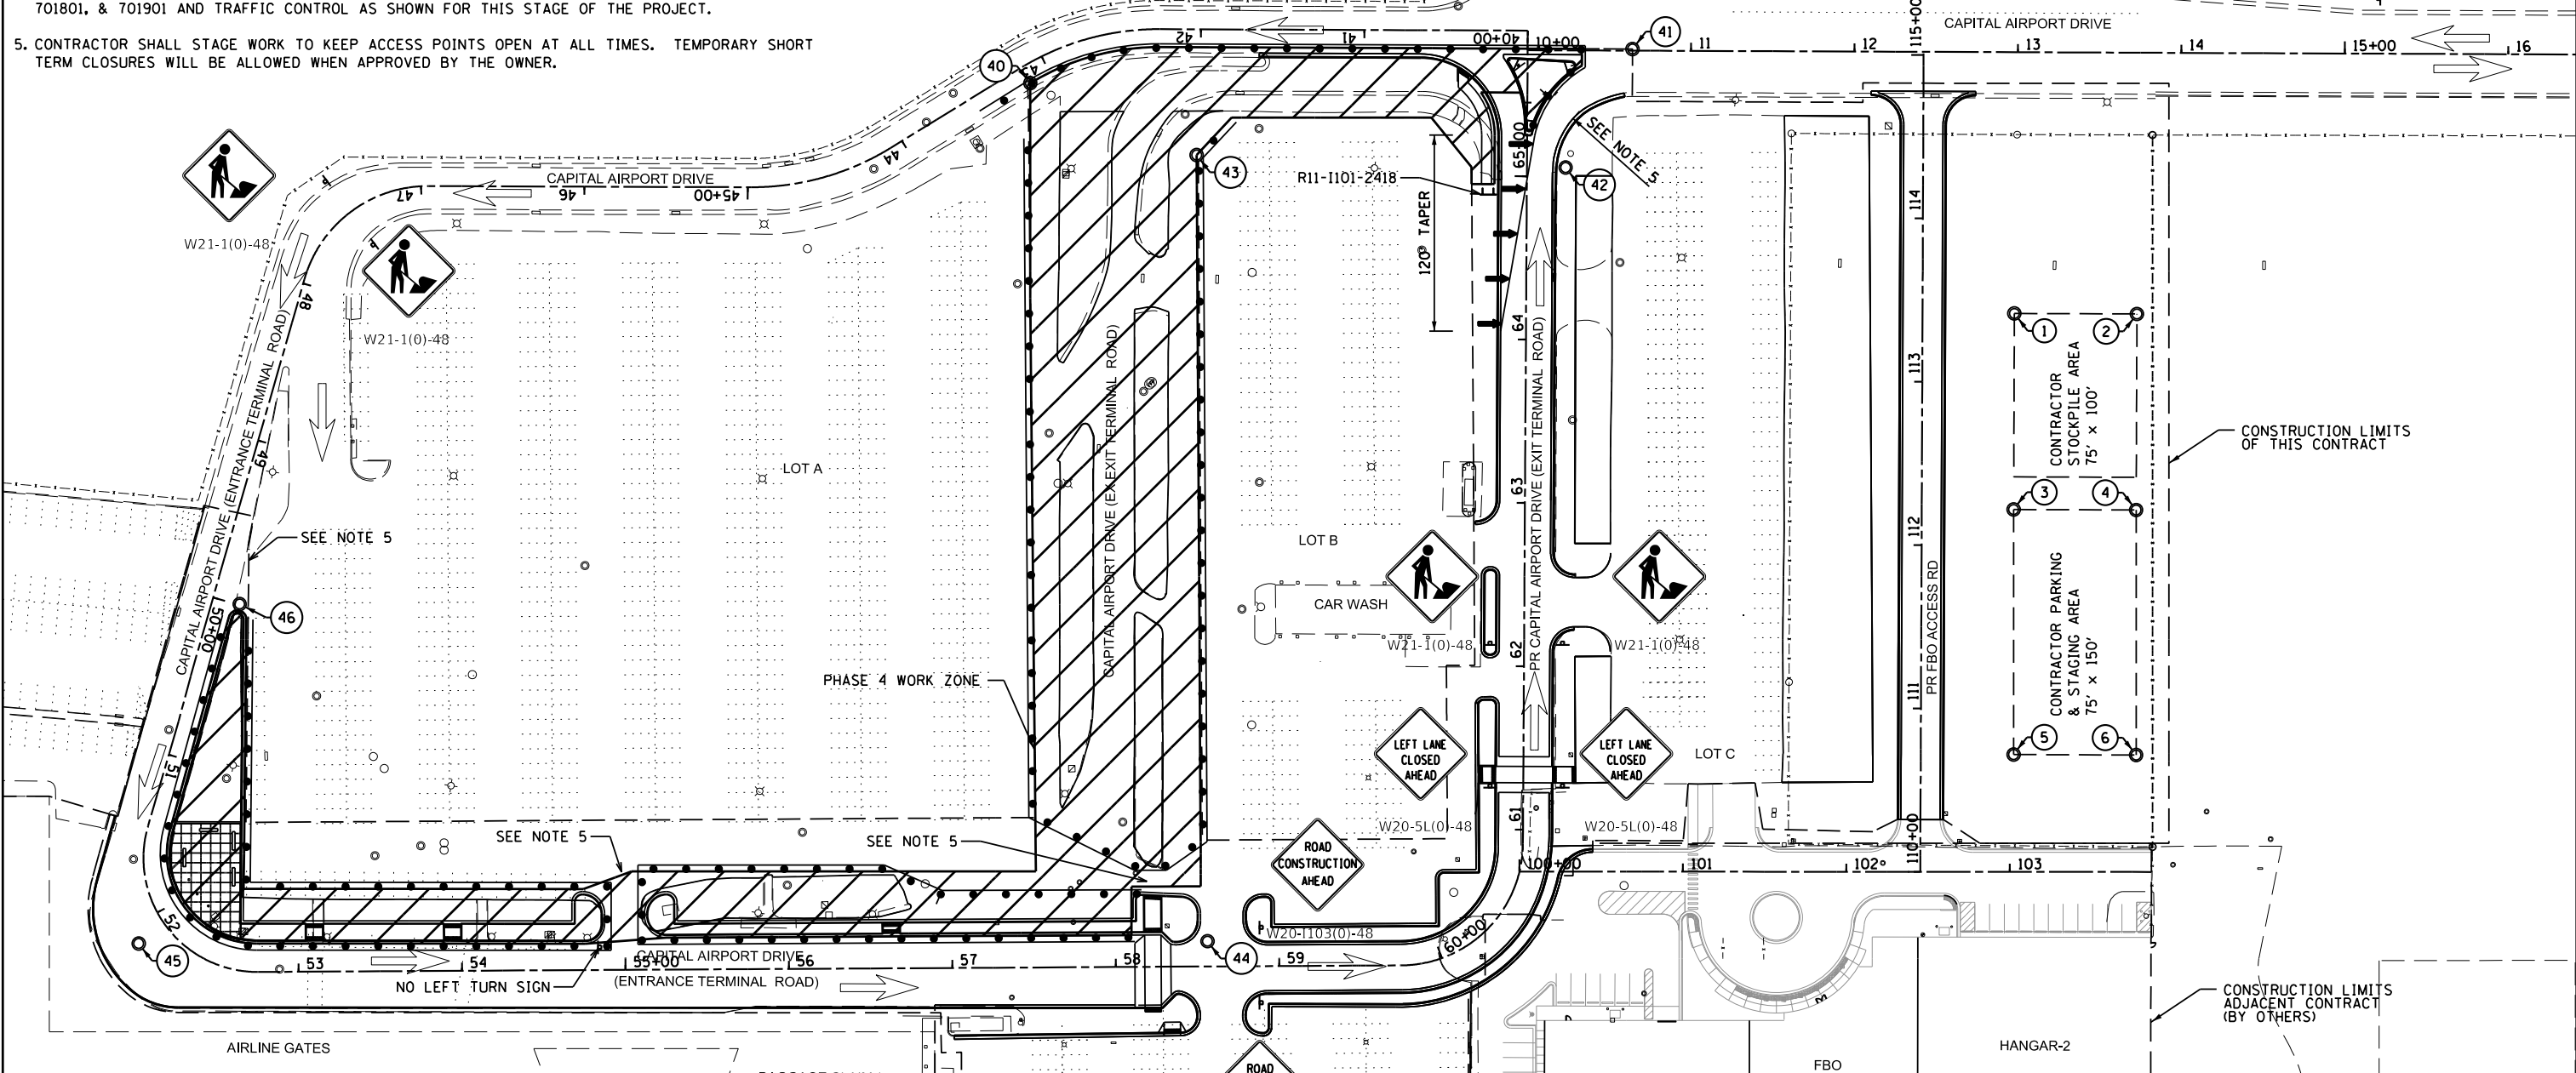 701801, & 701901 AND TRAFFIC CONTROL AS SHOWN FOR THIS STAGE OF THE PROJECT.
5. CONTRACTOR SHALL STAGE WORK TO KEEP ACCESS POINTS OPEN AT ALL TIMES. TEMPORARY SHORT
TERM CLOSURES WILL BE ALLOWED WHEN APPROVED BY THE OWNER.
CAPITAL AIRPORT DRIVE
42
41
40+00
10+00
41
11
12
115+00
13
14
15+00
16
40
43
44
45+00
46
47
48
49
50+00
51
52
CAPITAL AIRPORT DRIVE
W21-1(0)-48
W21-1(0)-48
CAPITAL AIRPORT DRIVE (ENTRANCE TERMINAL ROAD)
SEE NOTE 5
46
LOT A
PHASE 4 WORK ZONE
CAPITAL AIRPORT DRIVE (EX EXIT TERMINAL ROAD)
43
R11-I101-2418
120' TAPER
SEE NOTE 5
42
65+00
64
63
62
61
LOT B
CAR WASH
PR CAPITAL AIRPORT DRIVE (EXIT TERMINAL ROAD)
W21-1(0)-48
W21-1(0)-48
LEFT LANE
CLOSED
AHEAD
LEFT LANE
CLOSED
AHEAD
W20-5L(0)-48
W20-5L(0)-48
LOT C
ROAD
CONSTRUCTION
AHEAD
W20-I103(0)-48
114
113
112
111
110+00
PR FBO ACCESS RD
1
2
CONTRACTOR
STOCKPILE AREA
75' x 100'
3
4
CONTRACTOR PARKING
& STAGING AREA
75' x 150'
5
6
CONSTRUCTION LIMITS
OF THIS CONTRACT
100+00
101
102
103
SEE NOTE 5
SEE NOTE 5
45
53
54
55+00
56
57
58
44
59
60+00
CAPITAL AIRPORT DRIVE
(ENTRANCE TERMINAL ROAD)
NO LEFT TURN SIGN
AIRLINE GATES
ROAD
FBO
HANGAR-2
CONSTRUCTION LIMITS
ADJACENT CONTRACT
(BY OTHERS)